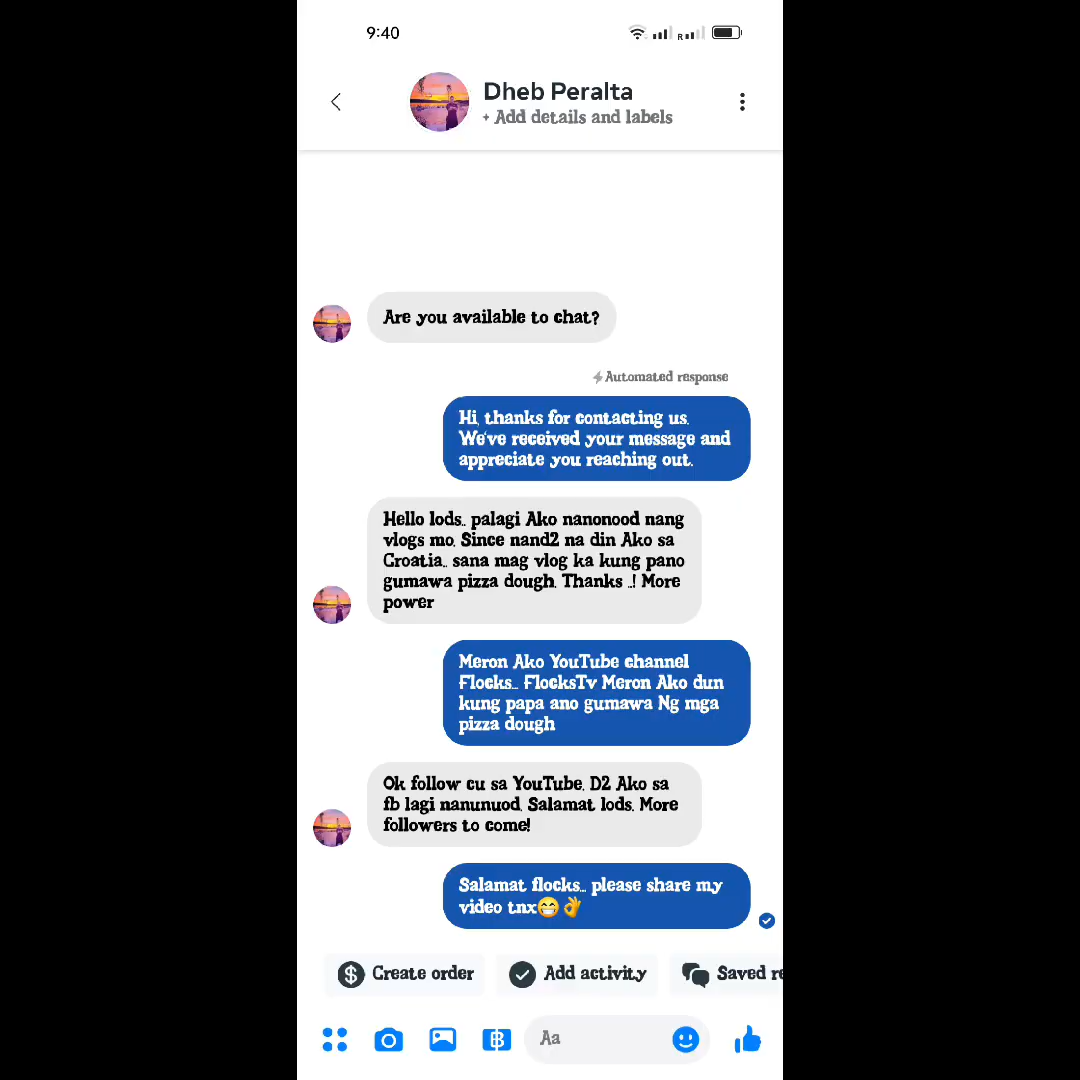 9:40
R
Dheb Peralta
+ Add details and labels
Are you available to chat?
Automated response
Hi, thanks for contacting us.
We've received your message and
appreciate you reaching out.
Hello lods.. palagi Ako nanonood nang
vlogs mo. Since nand2 na din Ako sa
Croatia.. sana mag vlog ka kung pano
gumawa pizza dough. Thanks ..! More
power
Meron Ako YouTube channel
Flocks... FlocksTv Meron Ako dun
kung papa ano gumawa Ng mga
pizza dough
Ok follow cu sa YouTube. D2 Ako sa
fb lagi nanunuod. Salamat lods. More
followers to come!
Salamat flocks... please share my
video tnx😁👌
Create order
Add activity
Saved re
Aa